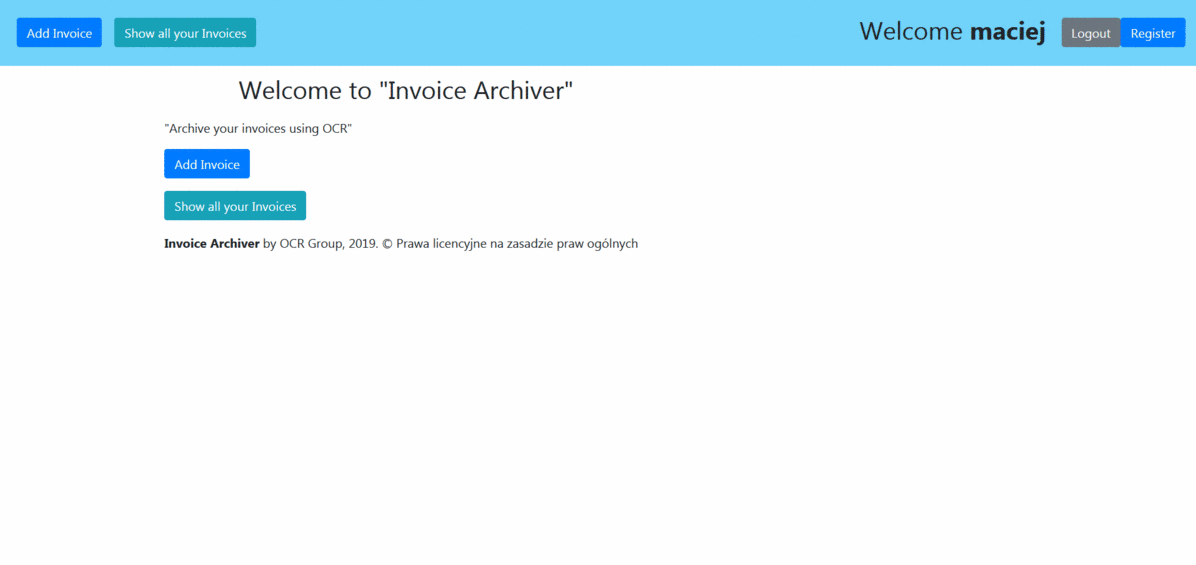 Add Invoice Show all your Invoices Welcome maciej Logout Register
Welcome to "Invoice Archiver"
"Archive your invoices using OCR"
Add Invoice
Show all your Invoices
Invoice Archiver by OCR Group, 2019. © Prawa licencyjne na zasadzie praw ogólnych